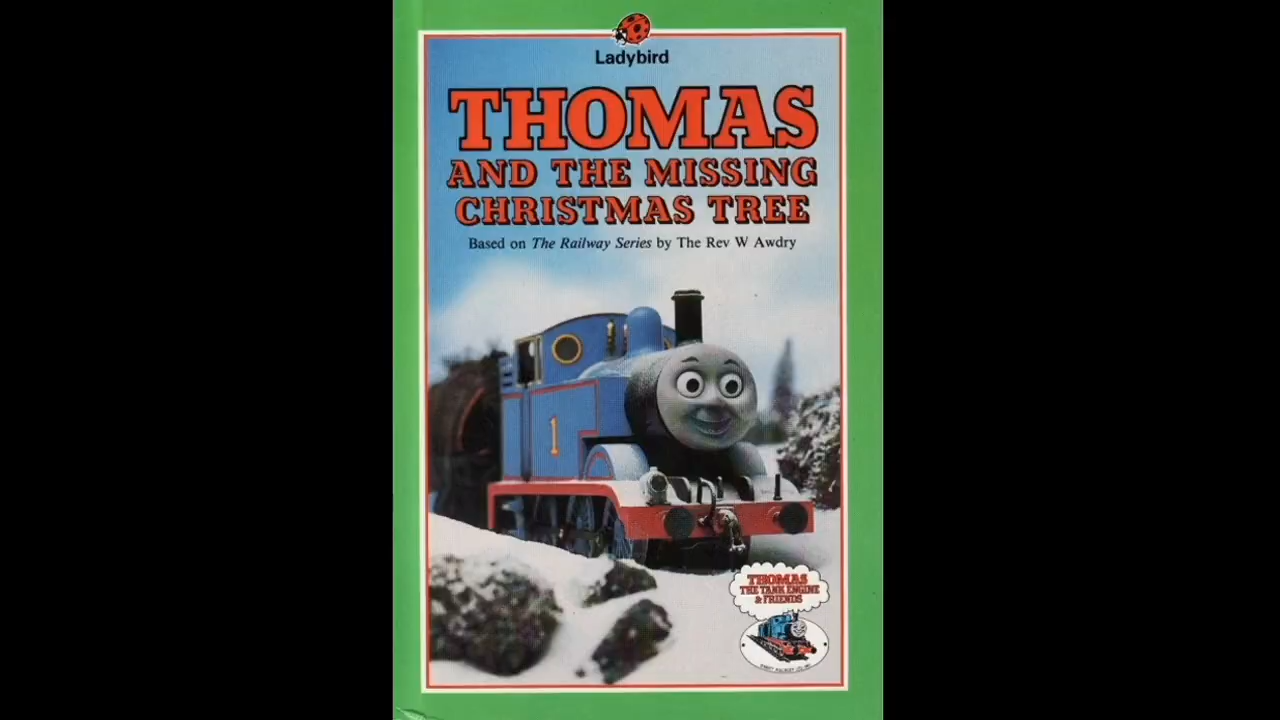 Ladybird
THOMAS
AND THE MISSING
CHRISTMAS TREE
Based on The Railway Series by The Rev W Awdry
1
THOMAS
THE TANK ENGINE
& FRIENDS